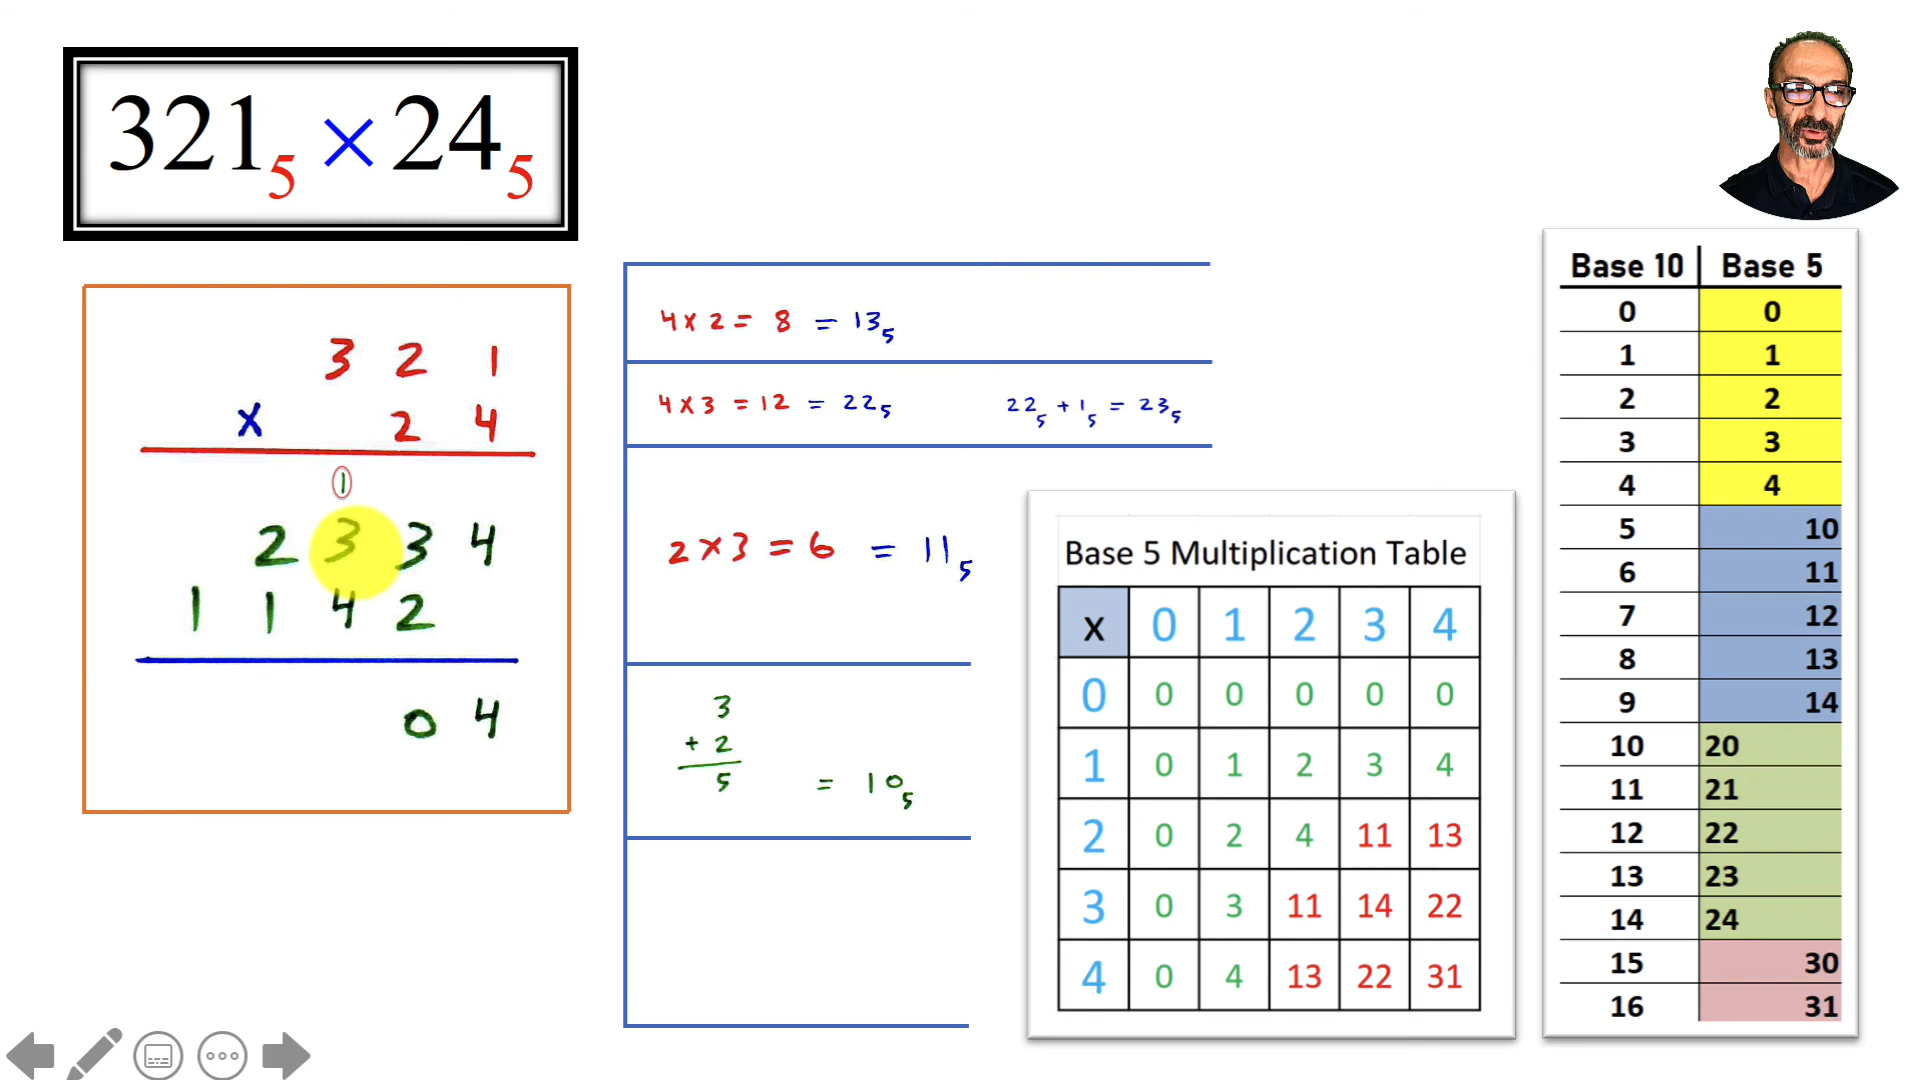 321₅ × 24₅
3 2 1
x 2 4
1
2 3 3 4
1 1 4 2
0 4
4 x 2 = 8 = 13₅
4 x 3 = 12 = 22₅ 22₅ + 1₅ = 23₅
2 x 3 = 6 = 11₅
3
+ 2
5 = 10₅
Base 5 Multiplication Table
x 0 1 2 3 4
0 0 0 0 0 0
1 0 1 2 3 4
2 0 2 4 11 13
3 0 3 11 14 22
4 0 4 13 22 31
Base 10 Base 5
0 0
1 1
2 2
3 3
4 4
5 10
6 11
7 12
8 13
9 14
10 20
11 21
12 22
13 23
14 24
15 30
16 31